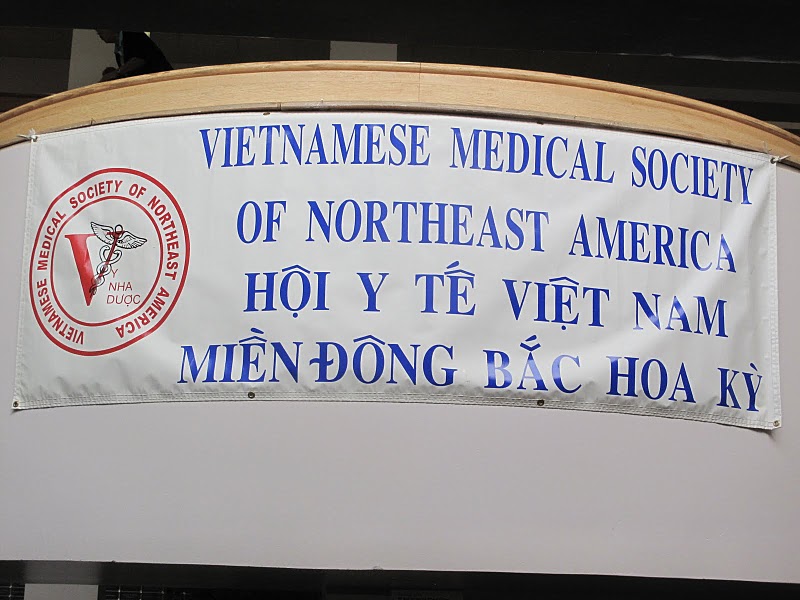 VIETNAMESE MEDICAL SOCIETY
OF NORTHEAST AMERICA
HỘI Y TẾ VIỆT NAM
MIỀN ĐÔNG BẮC HOA KỲ
VIETNAMESE MEDICAL SOCIETY OF NORTHEAST AMERICA
V
Y
NHA
DƯỢC